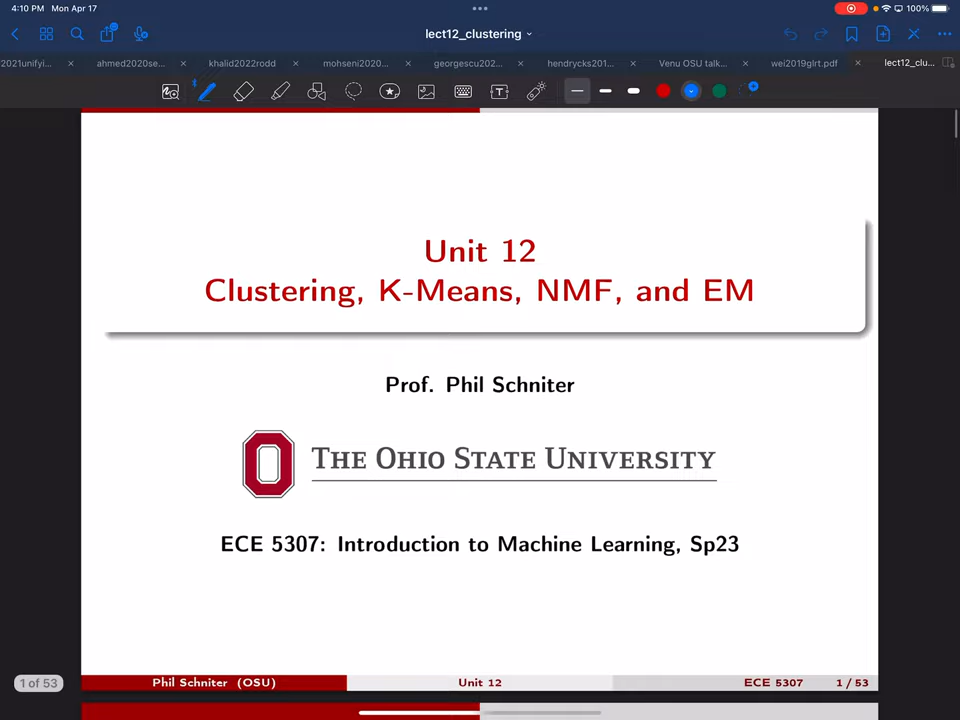 4:10 PM Mon Apr 17
100%
lect12_clustering
2021unifyi...
ahmed2020se...
khalid2022rodd
mohseni2020...
georgescu202...
hendrycks201...
Venu OSU talk...
wei2019glrt.pdf
lect12_clu...
Unit 12
Clustering, K-Means, NMF, and EM
Prof. Phil Schniter
THE OHIO STATE UNIVERSITY
ECE 5307: Introduction to Machine Learning, Sp23
1 of 53
Phil Schniter (OSU)
Unit 12
ECE 5307
1 / 53